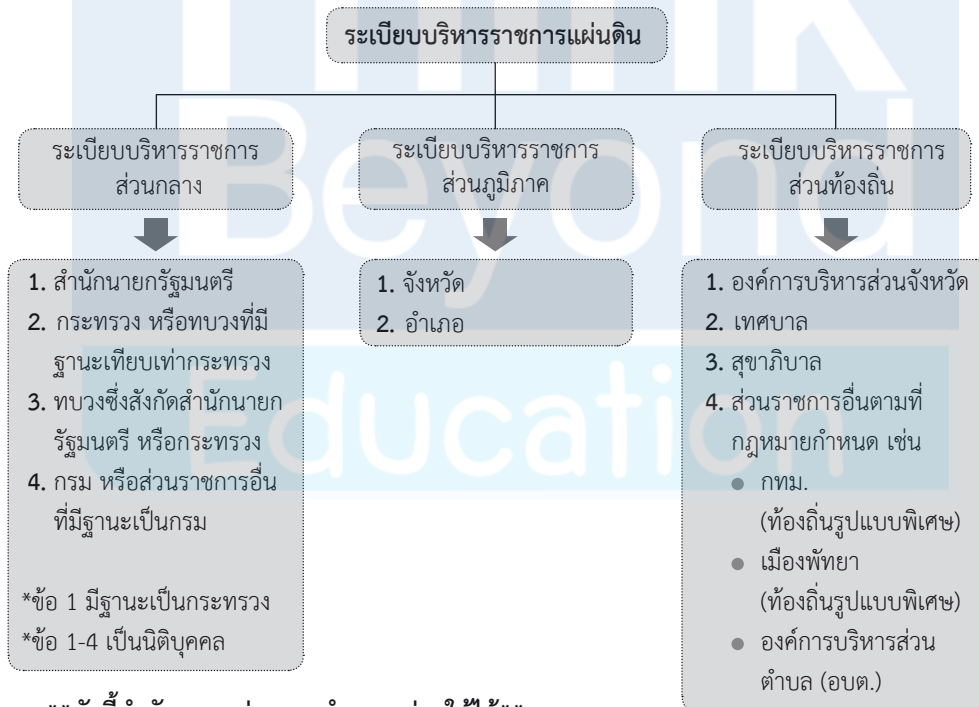 ระเบียบบริหารราชการแผ่นดิน
ระเบียบบริหารราชการ
ส่วนกลาง
ระเบียบบริหารราชการ
ส่วนภูมิภาค
ระเบียบบริหารราชการ
ส่วนท้องถิ่น
1. สำนักนายกรัฐมนตรี
2. กระทรวง หรือทบวงที่มี
ฐานะเทียบเท่ากระทรวง
3. ทบวงซึ่งสังกัดสำนักนายก
รัฐมนตรี หรือกระทรวง
4. กรม หรือส่วนราชการอื่น
ที่มีฐานะเป็นกรม
*ข้อ 1 มีฐานะเป็นกระทรวง
*ข้อ 1-4 เป็นนิติบุคคล
1. จังหวัด
2. อำเภอ
1. องค์การบริหารส่วนจังหวัด
2. เทศบาล
3. สุขาภิบาล
4. ส่วนราชการอื่นตามที่
กฎหมายกำหนด เช่น
● กทม.
(ท้องถิ่นรูปแบบพิเศษ)
● เมืองพัทยา
(ท้องถิ่นรูปแบบพิเศษ)
● องค์การบริหารส่วน
ตำบล (อบต.)
Think
Beyond
Education